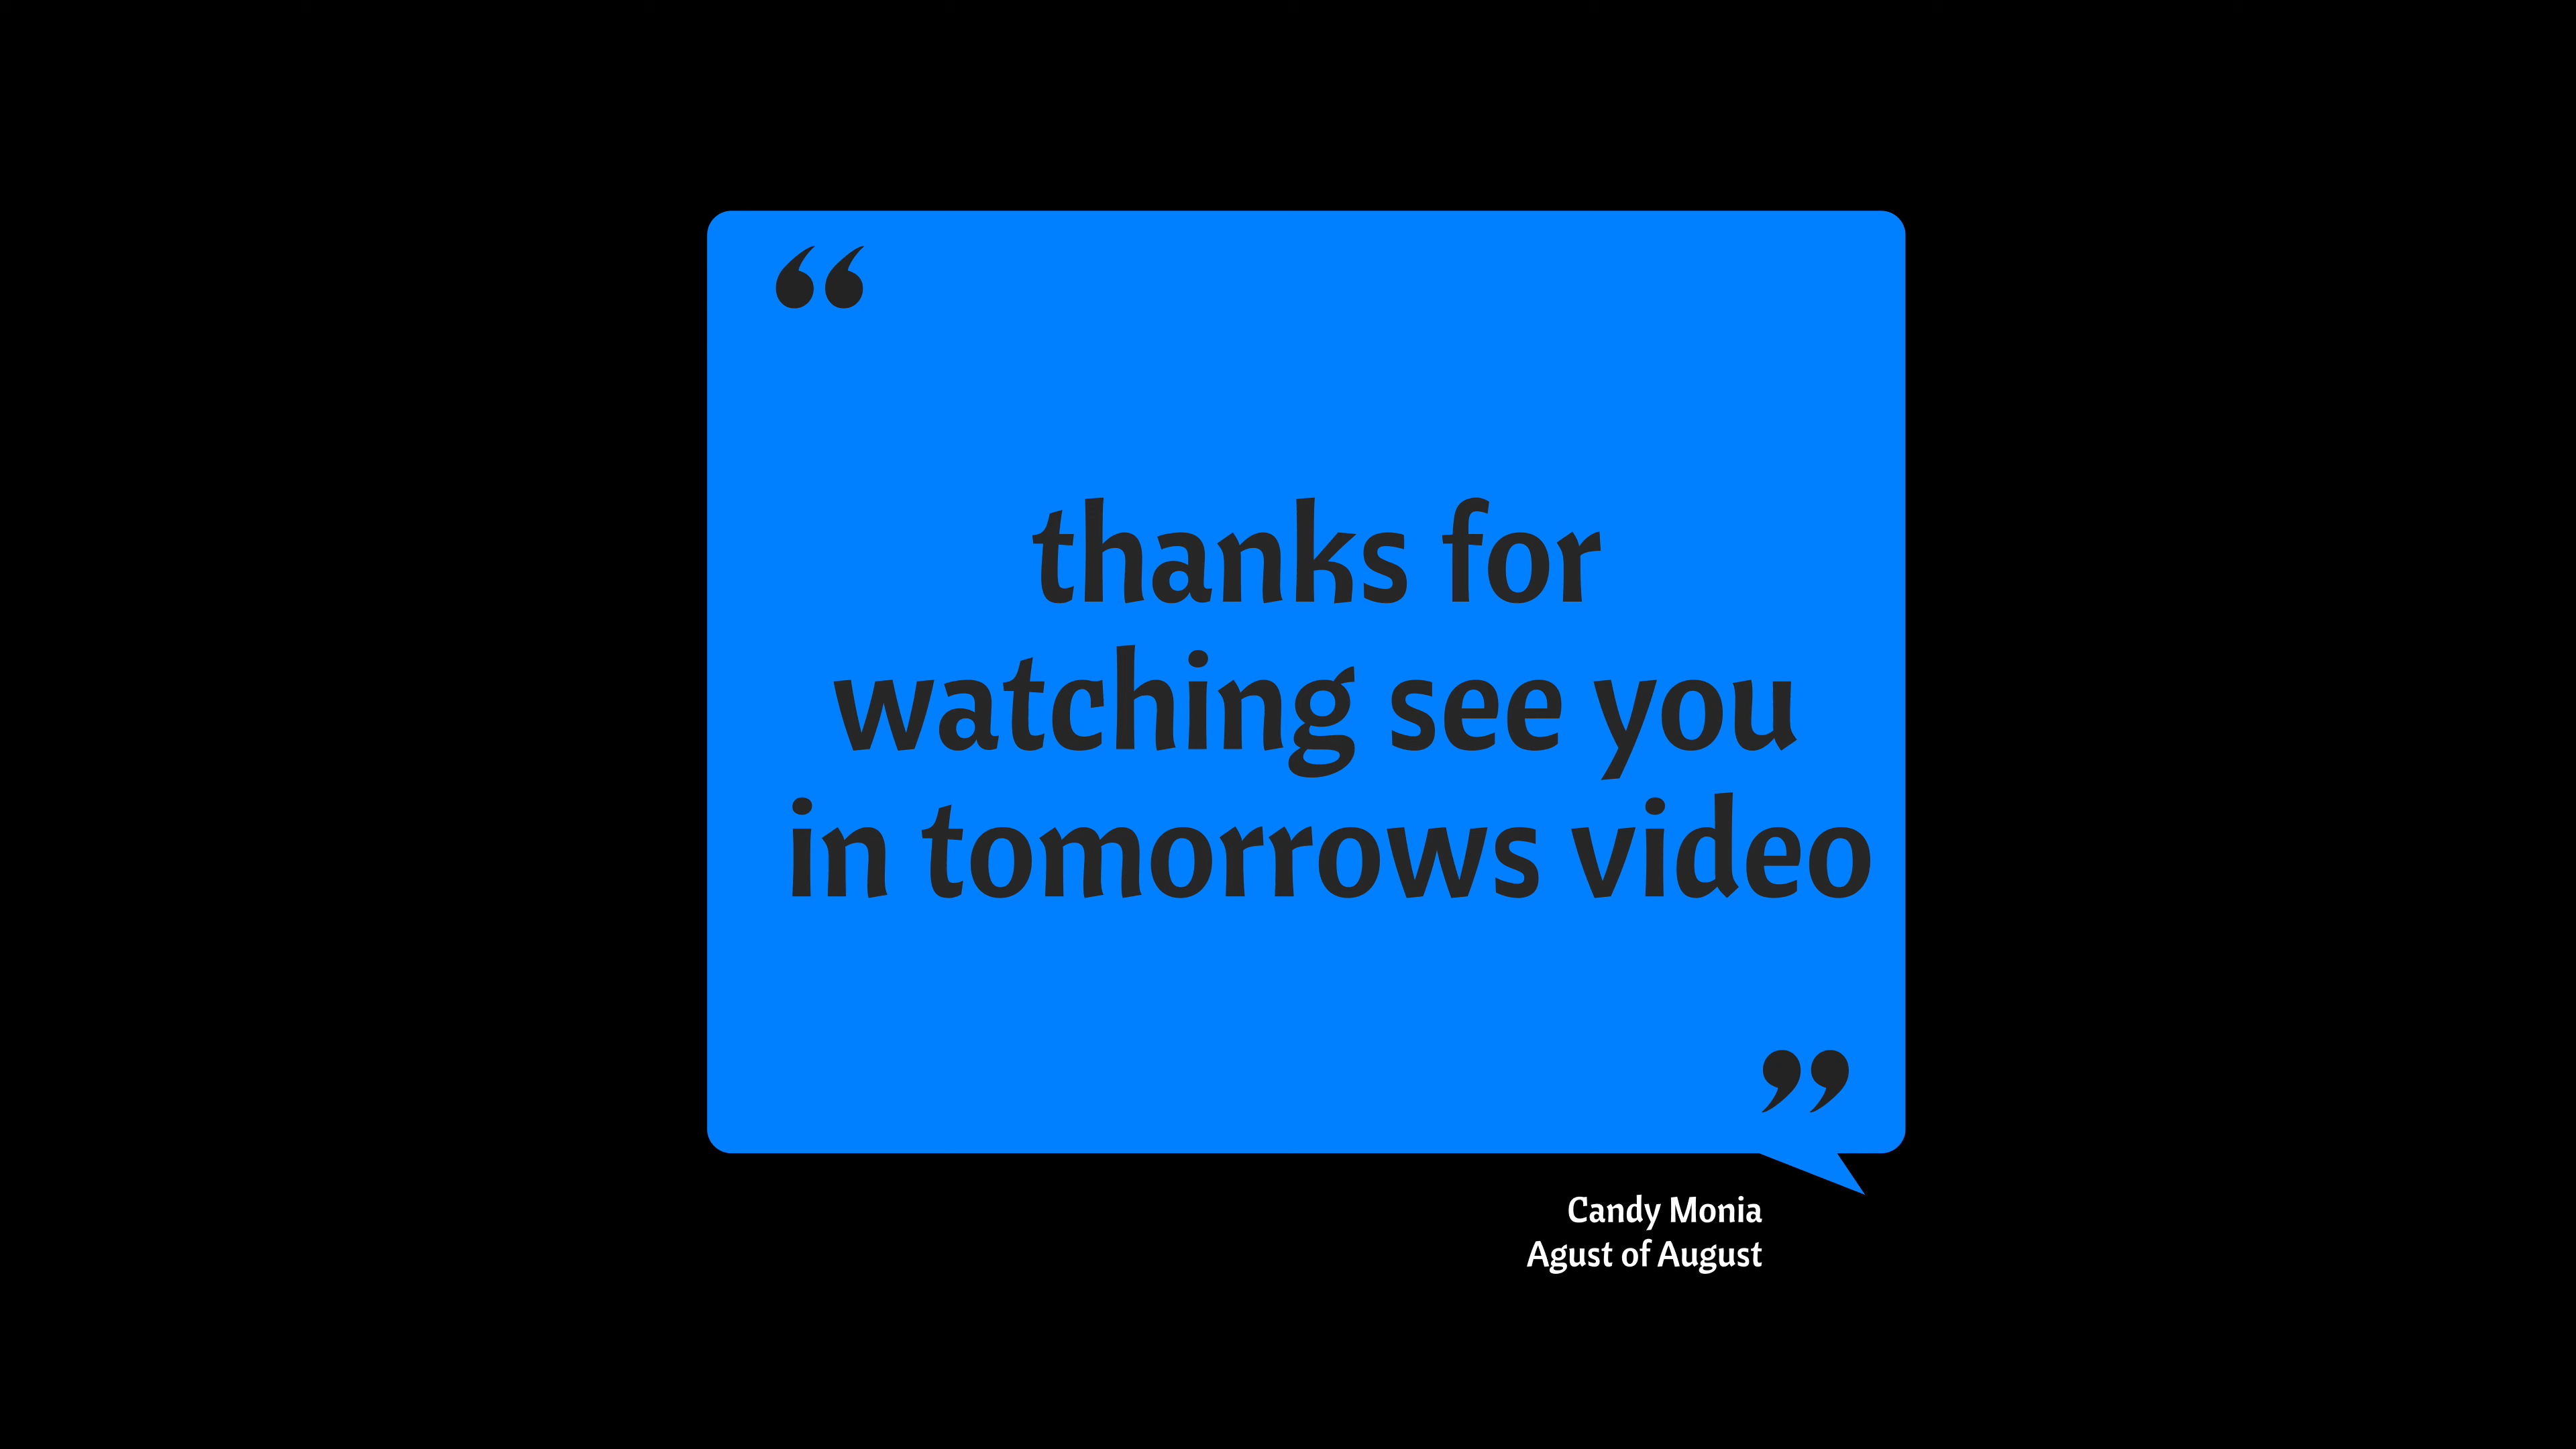 “
thanks for
watching see you
in tomorrows video
”
Candy Monia
Agust of August